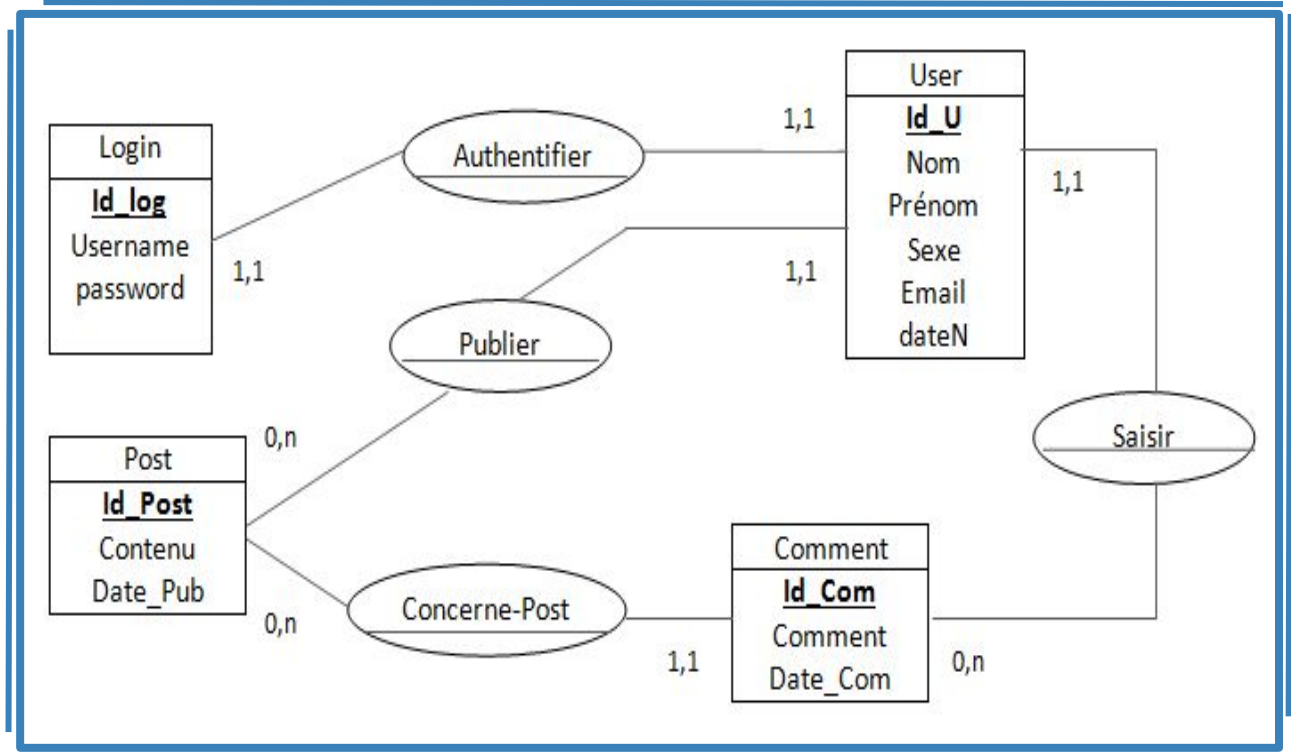 User
Id_U
Nom
Prénom
Sexe
Email
dateN
1,1
Authentifier
Login
Id_log
Username
password
1,1
1,1
1,1
Publier
0,n
Post
Id_Post
Contenu
Date_Pub
0,n
Concerne-Post
1,1
Comment
Id_Com
Comment
Date_Com
0,n
Saisir